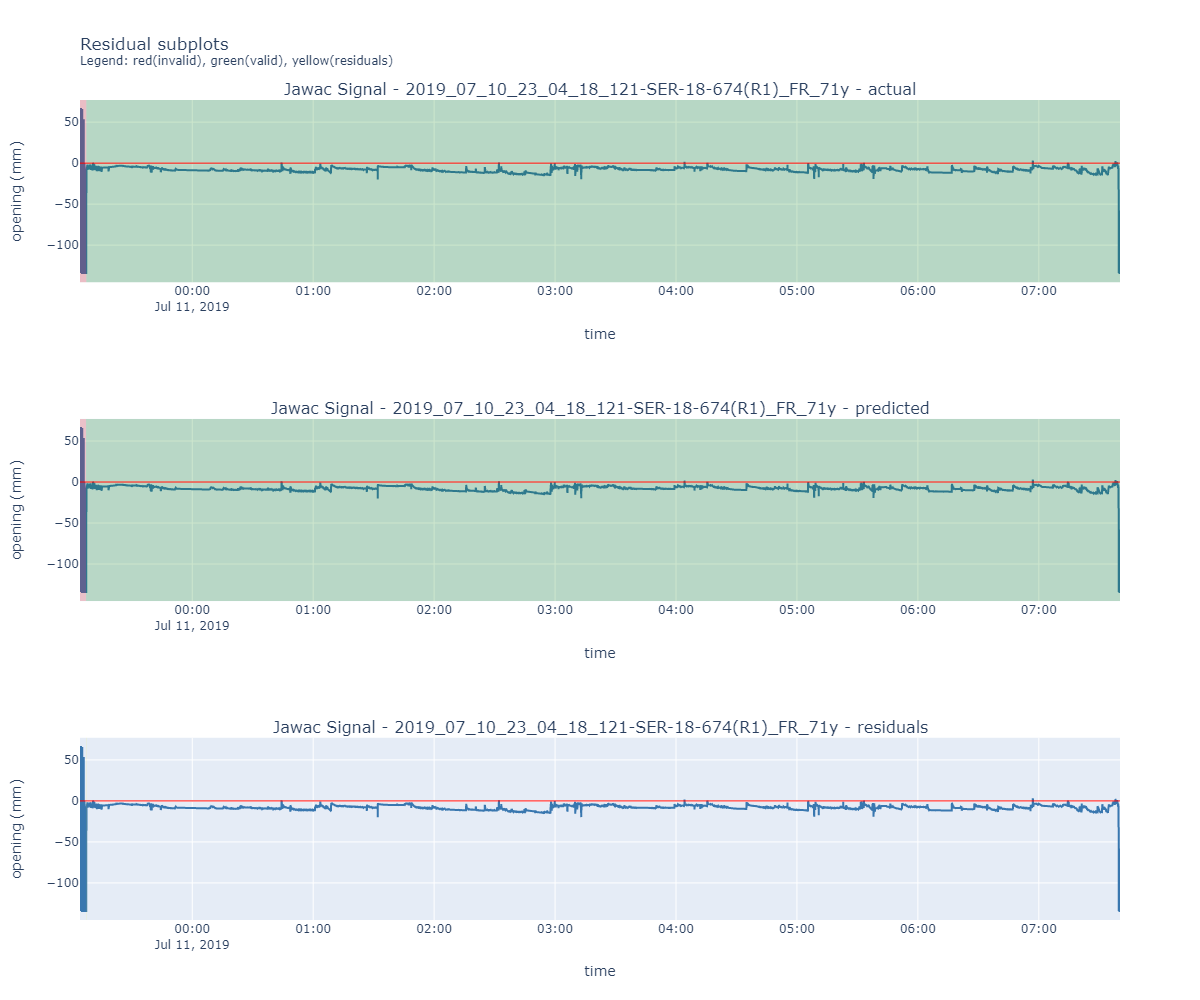 Residual subplots
Legend: red(invalid), green(valid), yellow(residuals)
Jawac Signal - 2019_07_10_23_04_18_121-SER-18-674(R1)_FR_71y - actual
opening (mm)
50
0
−50
−100
00:00 01:00 02:00 03:00 04:00 05:00 06:00 07:00
Jul 11, 2019
time
Jawac Signal - 2019_07_10_23_04_18_121-SER-18-674(R1)_FR_71y - predicted
opening (mm)
50
0
−50
−100
00:00 01:00 02:00 03:00 04:00 05:00 06:00 07:00
Jul 11, 2019
time
Jawac Signal - 2019_07_10_23_04_18_121-SER-18-674(R1)_FR_71y - residuals
opening (mm)
50
0
−50
−100
00:00 01:00 02:00 03:00 04:00 05:00 06:00 07:00
Jul 11, 2019
time